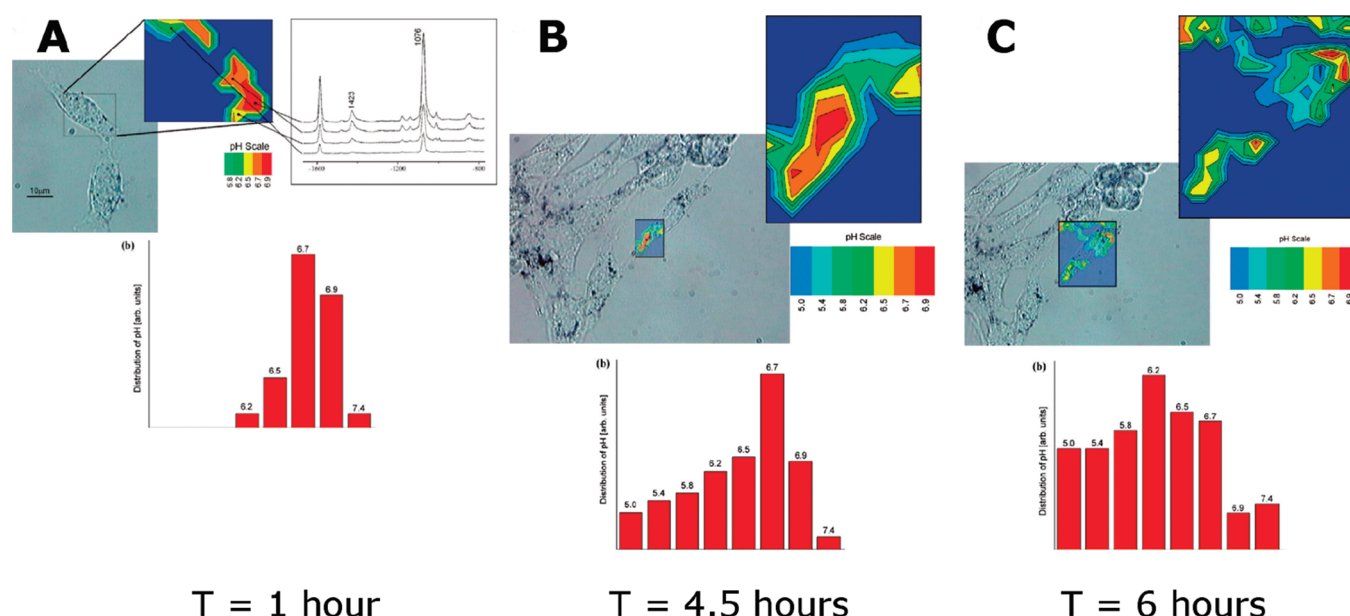 A
1423
1076
-1600
-1200
-800
pH Scale
5.8 6.2 6.5 6.7 6.9
10µm
(b)
Distribution of pH [arb. units]
6.2 6.5 6.7 6.9 7.4
T = 1 hour
B
pH Scale
5.0 5.4 5.8 6.2 6.5 6.7 6.9
(b)
Distribution of pH [arb. units]
5.0 5.4 5.8 6.2 6.5 6.7 6.9 7.4
T = 4.5 hours
C
pH Scale
5.0 5.4 5.8 6.2 6.5 6.7 6.9
(b)
Distribution of pH [arb. units]
5.0 5.4 5.8 6.2 6.5 6.7 6.9 7.4
T = 6 hours